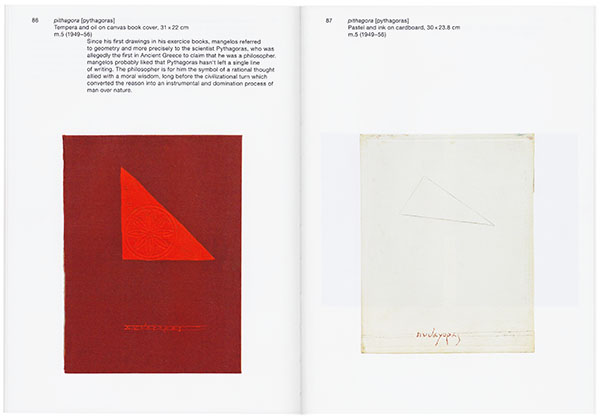 86 pithagora [pythagoras]
Tempera and oil on canvas book cover, 31 × 22 cm
m.5 (1949–56)
Since his first drawings in his exercice books, mangelos referred
to geometry and more precisely to the scientist Pythagoras, who was
allegedly the first in Ancient Greece to claim that he was a philosopher.
mangelos probably liked that Pythagoras hasn't left a single line
of writing. The philosopher is for him the symbol of a rational thought
allied with a moral wisdom, long before the civilizational turn which
converted the reason into an instrumental and domination process of
man over nature.
87 pithagora [pythagoras]
Pastel and ink on cardboard, 30 × 23.8 cm
m.5 (1949–56)